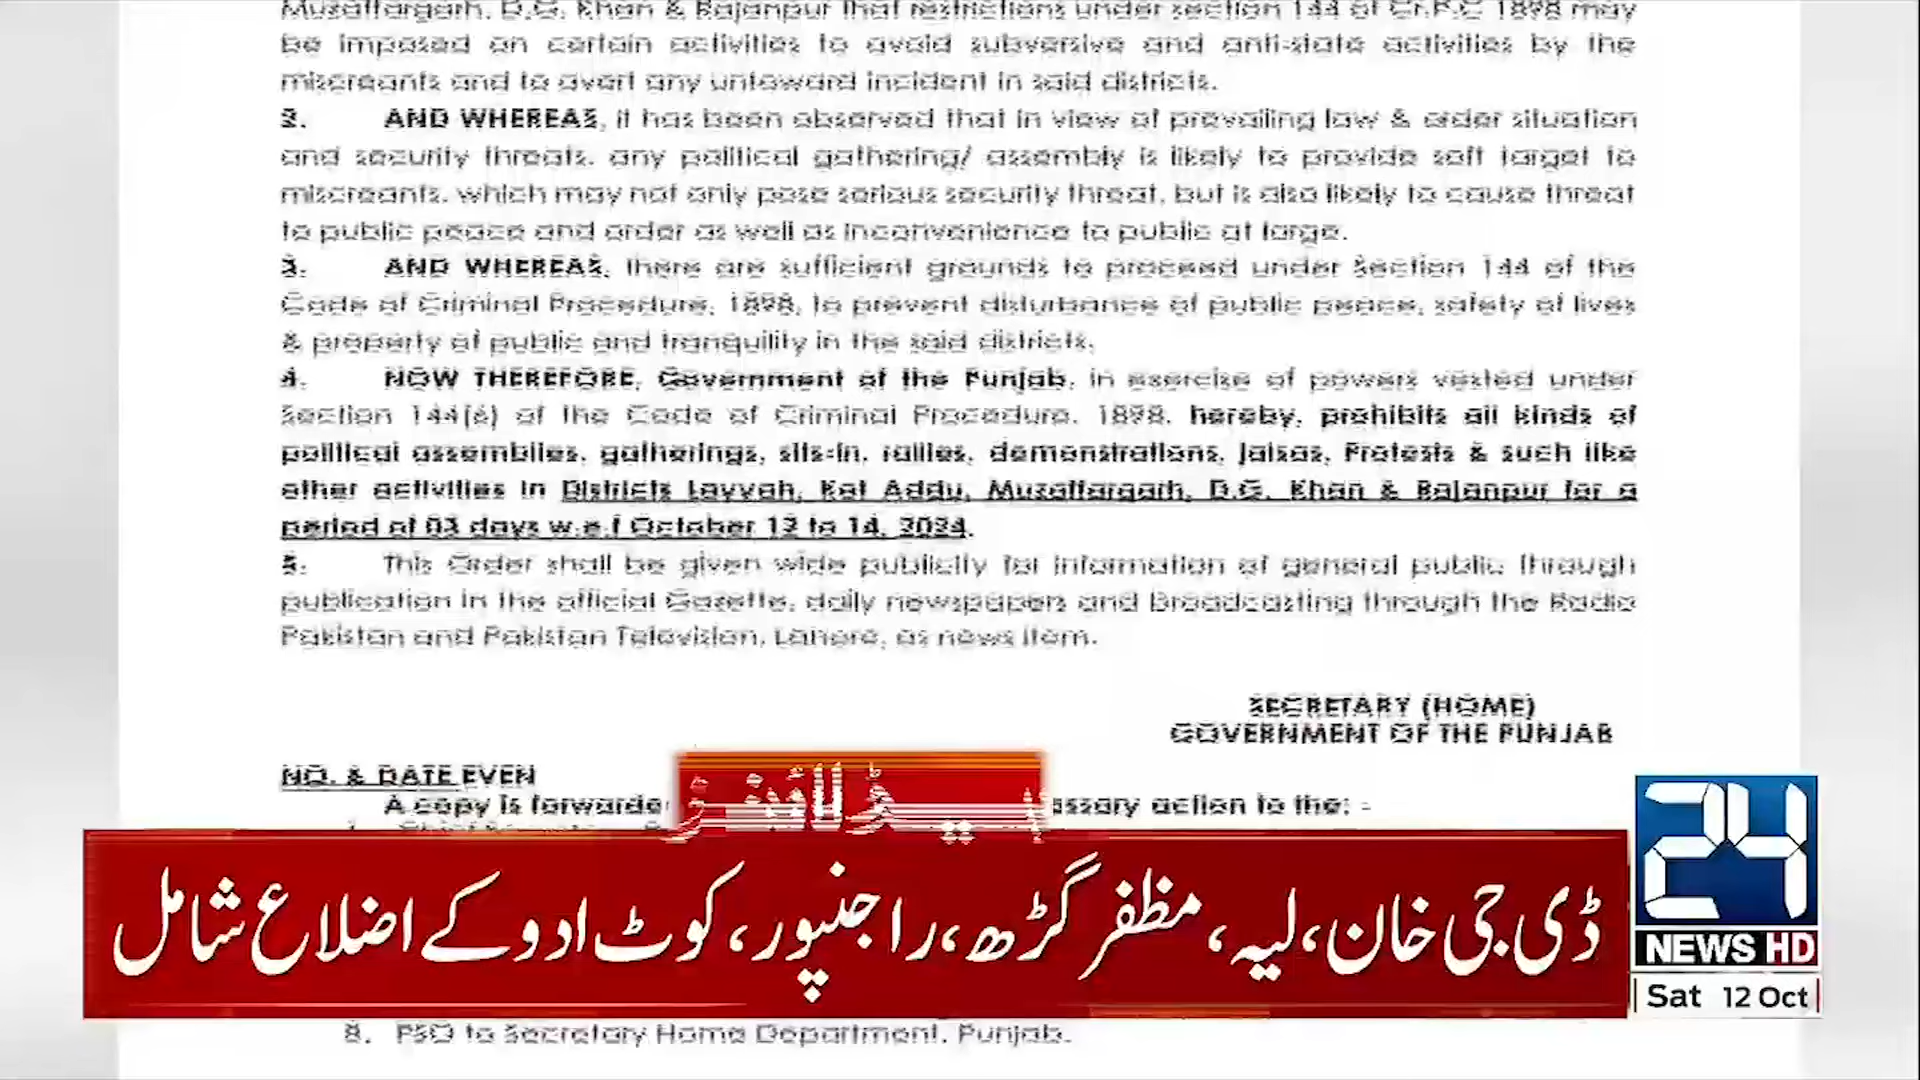 Muzaffargarh, D.G. Khan & Rajanpur that restrictions under section 144 of Cr.P.C 1898 may
be imposed on certain activities to avoid subversive and anti-state activities by the
miscreants and to avert any untoward incident in said districts.
2. AND WHEREAS, it has been observed that in view of prevailing law & order situation
and security threats, any political gathering/ assembly is likely to provide soft target to
miscreants, which may not only pose serious security threat, but is also likely to cause threat
to public peace and order as well as inconvenience to public at large.
3. AND WHEREAS, there are sufficient grounds to proceed under Section 144 of the
Code of Criminal Procedure, 1898, to prevent disturbance of public peace, safety of lives
& property of public and tranquility in the said districts.
4. NOW THEREFORE, Government of the Punjab, in exercise of powers vested under
Section 144(6) of the Code of Criminal Procedure, 1898, hereby, prohibits all kinds of
political assemblies, gatherings, sits-in, rallies, demonstrations, Jalsas, Protests & such like
other activities in Districts Layyah, Kot Addu, Muzaffargarh, D.G. Khan & Rajanpur for a
period of 03 days w.e.f October 12 to 14, 2024.
5. This Order shall be given wide publicity for information of general public through
publication in the official Gazette, daily newspapers and Broadcasting through the Radio
Pakistan and Pakistan Television, Lahore, as news item.
SECRETARY (HOME)
GOVERNMENT OF THE PUNJAB
NO. & DATE EVEN
A copy is forwarde
action to the: -
ہیڈلائنز
ڈی جی خان، لیہ، مظفر گڑھ، راجنپور، کوٹ ادو کے اضلاع شامل
24
NEWS HD
Sat 12 Oct
8. PSO to Secretary Home Department, Punjab.